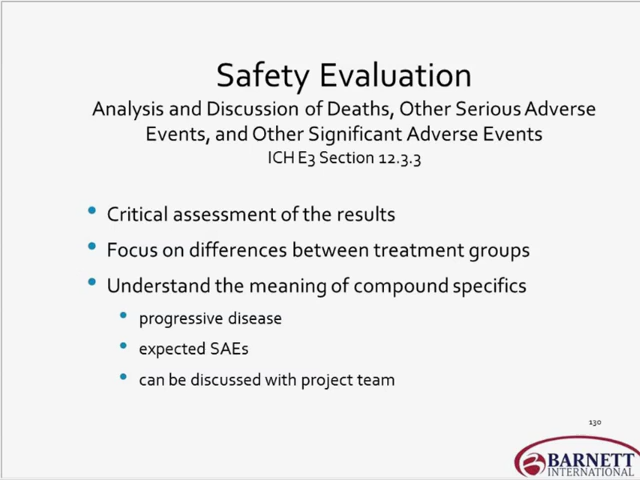 Safety Evaluation
Analysis and Discussion of Deaths, Other Serious Adverse
Events, and Other Significant Adverse Events
ICH E3 Section 12.3.3
• Critical assessment of the results
• Focus on differences between treatment groups
• Understand the meaning of compound specifics
• progressive disease
• expected SAEs
• can be discussed with project team
130
BARNETT
INTERNATIONAL